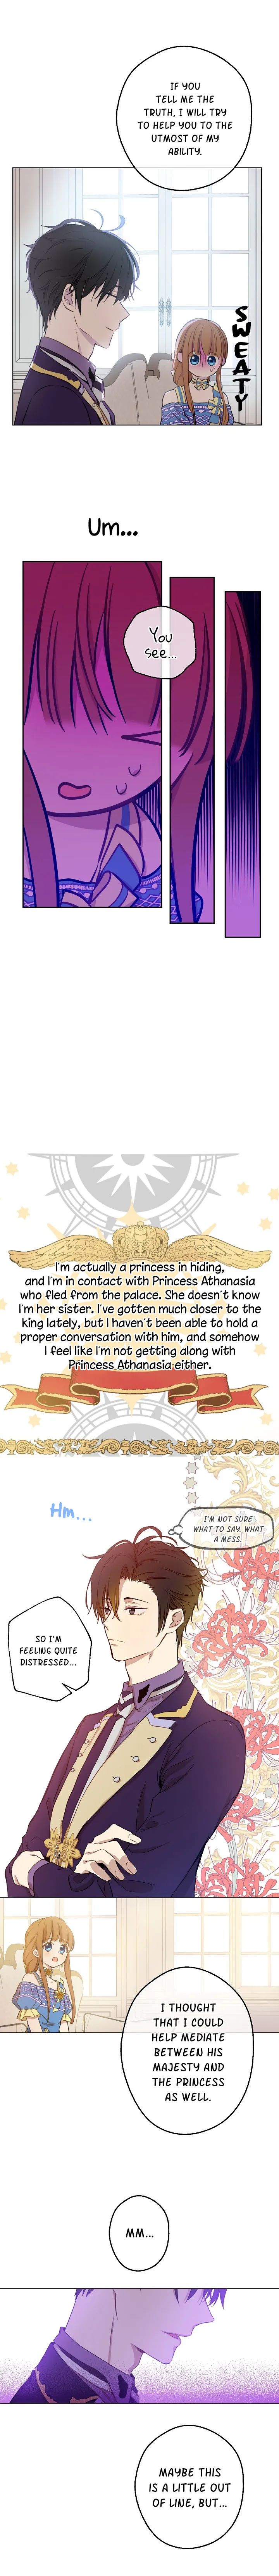 IF YOU
TELL ME THE
TRUTH, I WILL TRY
TO HELP YOU TO THE
UTMOST OF MY
ABILITY.
SWEATY
Um...
You
see...
I'm actually a princess in hiding,
and I'm in contact with Princess Athanasia
who fled from the palace. She doesn't know
I'm her sister. I've gotten much closer to the
king lately, but I haven't been able to hold a
proper conversation with him, and somehow
I feel like I'm not getting along with
Princess Athanasia either.
Hm...
I'M NOT SURE
WHAT TO SAY. WHAT
A MESS.
SO I'M
FEELING QUITE
DISTRESSED...
I THOUGHT
THAT I COULD
HELP MEDIATE
BETWEEN HIS
MAJESTY AND
THE PRINCESS
AS WELL.
MM...
MAYBE THIS
IS A LITTLE OUT
OF LINE, BUT...